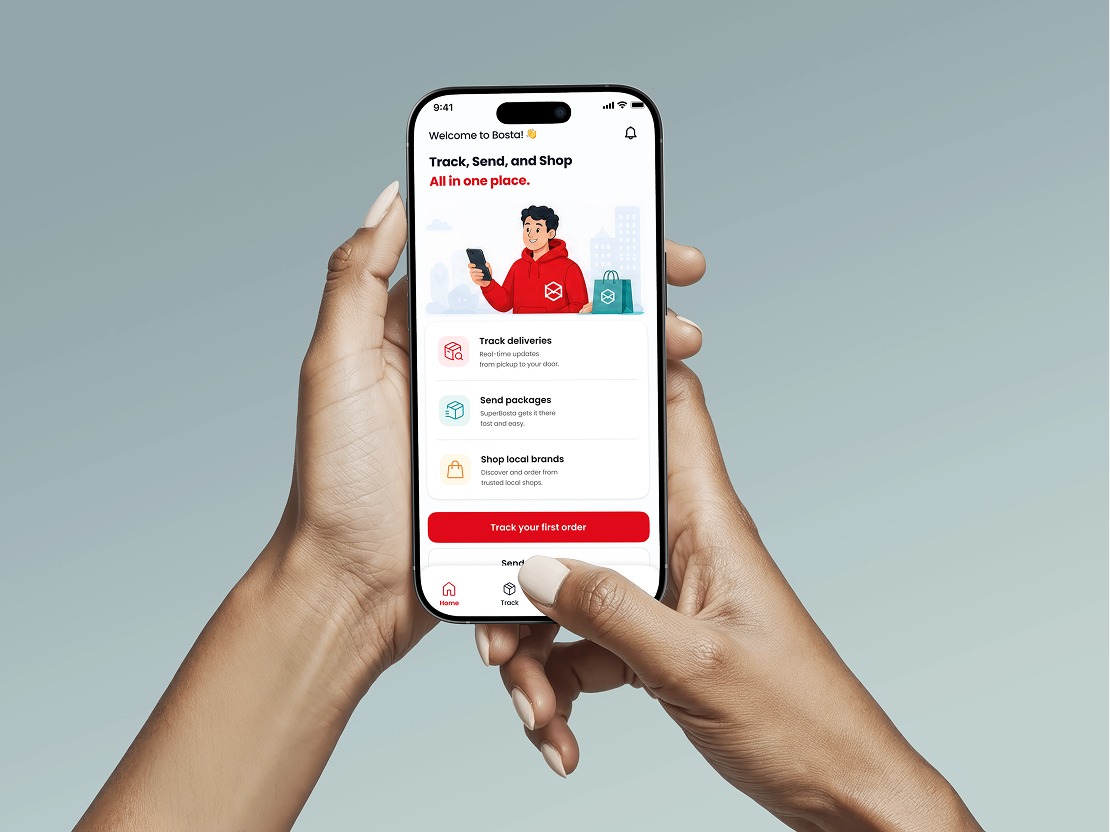 9:41
Welcome to Bosta! 👋
Track, Send, and Shop
All in one place.
Track deliveries
Real-time updates
from pickup to your door.
Send packages
SuperBosta gets it there
fast and easy.
Shop local brands
Discover and order from
trusted local shops.
Track your first order
Send
Home
Track